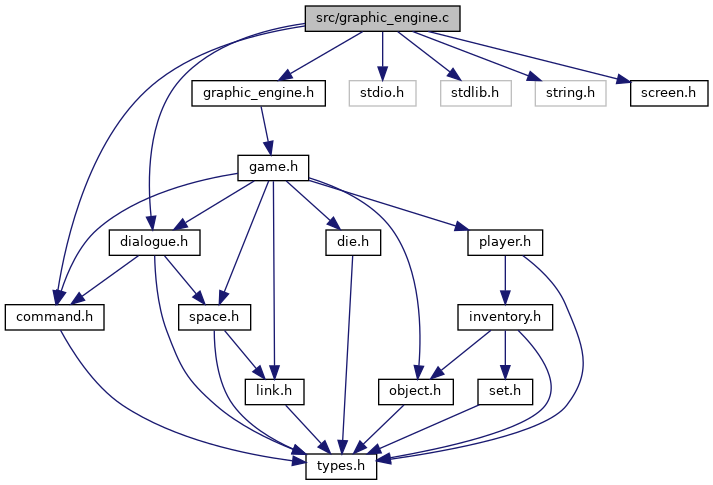 src/graphic_engine.c
graphic_engine.h
stdio.h
stdlib.h
string.h
screen.h
game.h
dialogue.h
die.h
player.h
command.h
space.h
inventory.h
link.h
object.h
set.h
types.h